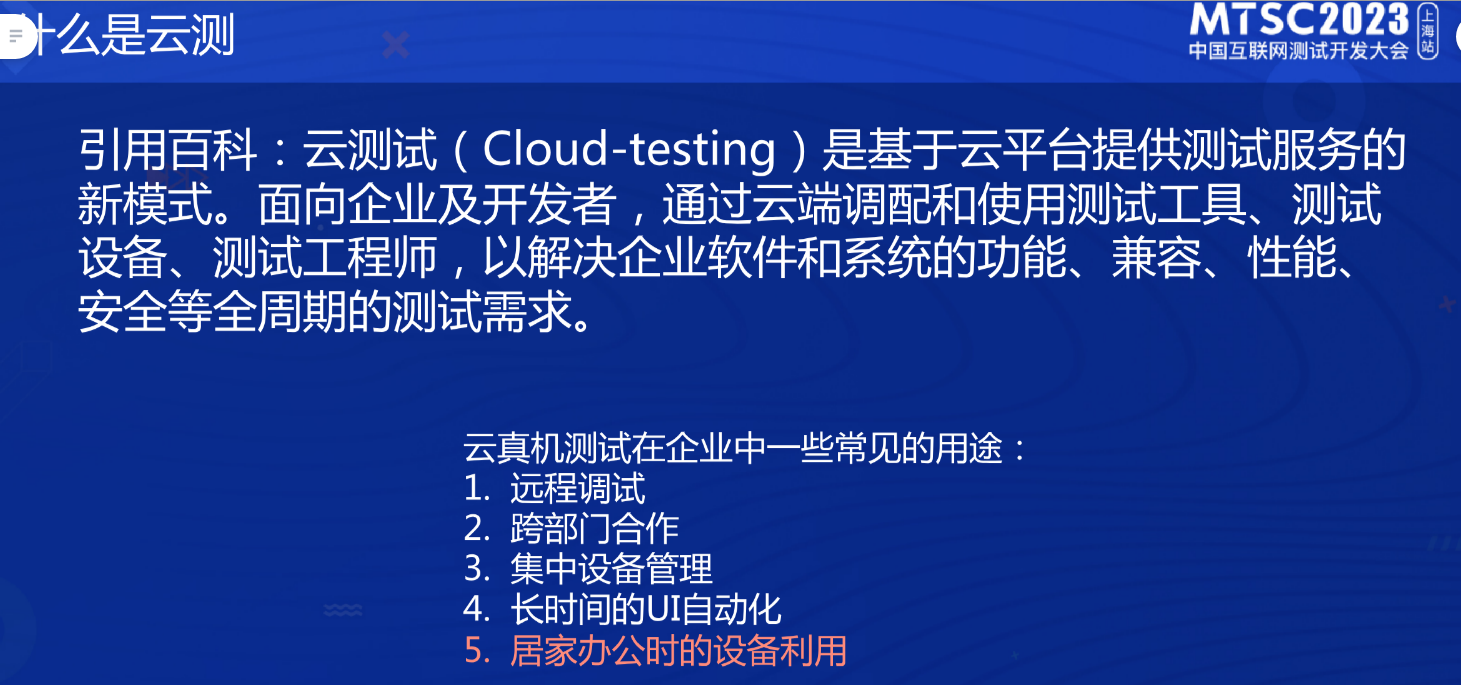 什么是云测
MTSC2023
上海站
中国互联网测试开发大会
引用百科：云测试（Cloud-testing）是基于云平台提供测试服务的
新模式。面向企业及开发者，通过云端调配和使用测试工具、测试
设备、测试工程师，以解决企业软件和系统的功能、兼容、性能、
安全等全周期的测试需求。
云真机测试在企业中一些常见的用途：
1. 远程调试
2. 跨部门合作
3. 集中设备管理
4. 长时间的UI自动化
5. 居家办公时的设备利用